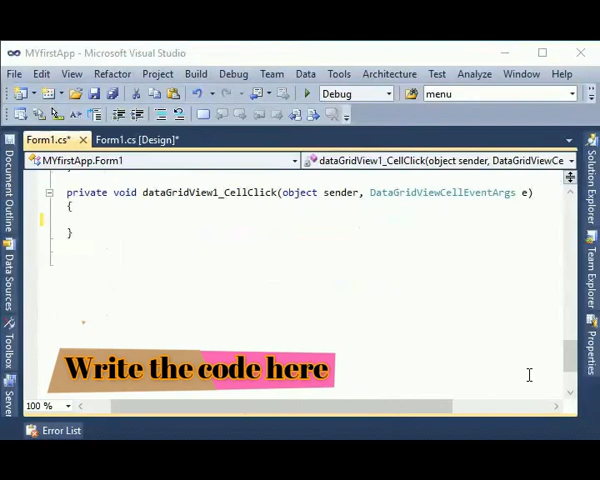 MYfirstApp - Microsoft Visual Studio
File Edit View Refactor Project Build Debug Team Data Tools Architecture Test Analyze Window Help
Debug menu
Form1.cs* Form1.cs [Design]*
MYfirstApp.Form1 dataGridView1_CellClick(object sender, DataGridViewCe
private void dataGridView1_CellClick(object sender, DataGridViewCellEventArgs e)
{
}
Write the code here
100 %
Error List
Document Outline
Data Sources
Toolbox
Server
Solution Explorer
Team Explorer
Properties